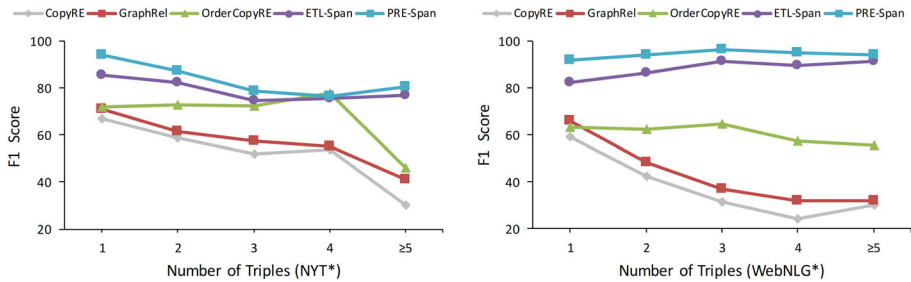 CopyRE GraphRel OrderCopyRE ETL-Span PRE-Span
100
80
60
40
20
F1 Score
1 2 3 4 ≥5
Number of Triples (NYT*)
CopyRE GraphRel OrderCopyRE ETL-Span PRE-Span
100
80
60
40
20
F1 Score
1 2 3 4 ≥5
Number of Triples (WebNLG*)